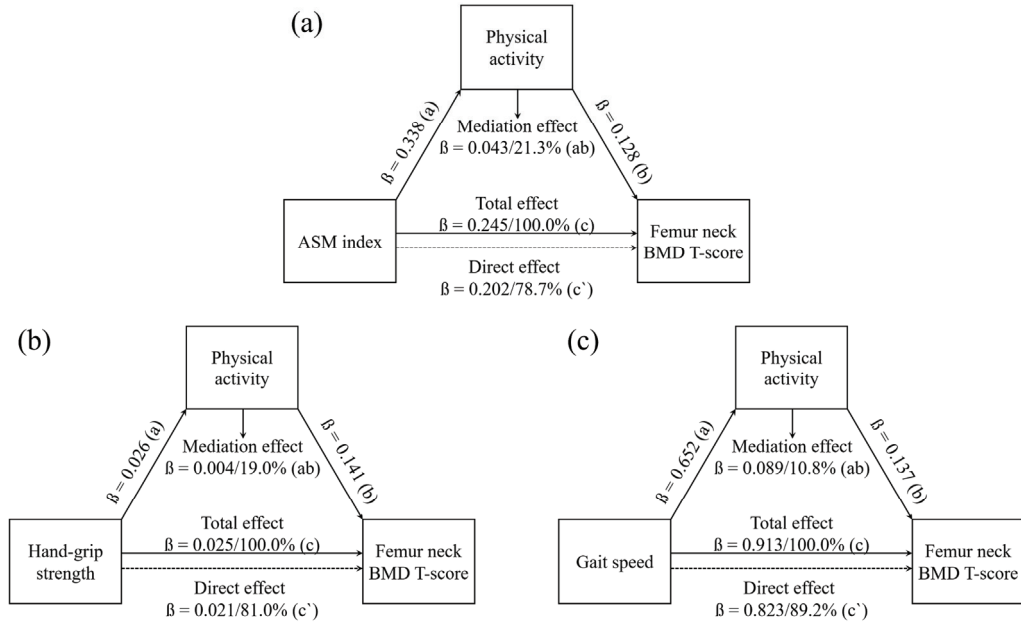 (a)
Physical
activity
ß = 0.338 (a)
Mediation effect
ß = 0.043/21.3% (ab)
ß = 0.128 (b)
ASM index
Total effect
ß = 0.245/100.0% (c)
Direct effect
ß = 0.202/78.7% (c`)
Femur neck
BMD T-score
(b)
Physical
activity
ß = 0.026 (a)
Mediation effect
ß = 0.004/19.0% (ab)
ß = 0.141 (b)
Hand-grip
strength
Total effect
ß = 0.025/100.0% (c)
Direct effect
ß = 0.021/81.0% (c`)
Femur neck
BMD T-score
(c)
Physical
activity
ß = 0.652 (a)
Mediation effect
ß = 0.089/10.8% (ab)
ß = 0.137 (b)
Gait speed
Total effect
ß = 0.913/100.0% (c)
Direct effect
ß = 0.823/89.2% (c`)
Femur neck
BMD T-score